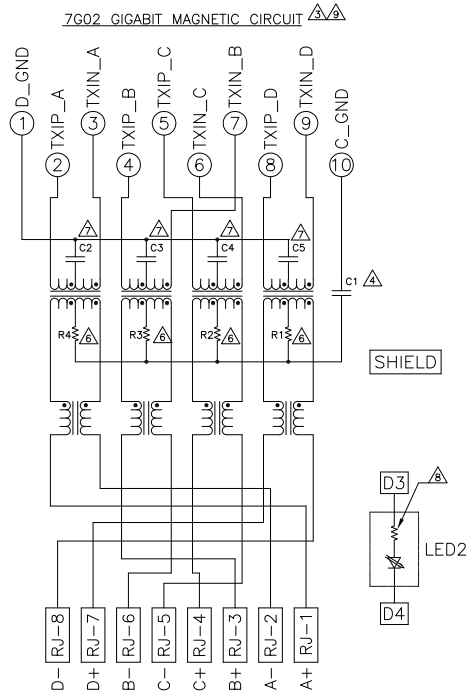 7G02 GIGABIT MAGNETIC CIRCUIT 3 9
D_GND
TXIP_A
TXIN_A
TXIP_B
TXIP_C
TXIN_C
TXIN_B
TXIP_D
TXIN_D
C_GND
1
2
3
4
5
6
7
8
9
10
7
7
7
7
C2
C3
C4
C5
C1 4
R4 6
R3 6
R2 6
R1 6
SHIELD
D3
8
LED2
D4
RJ-8
RJ-7
RJ-6
RJ-5
RJ-4
RJ-3
RJ-2
RJ-1
D-
D+
B-
C-
C+
B+
A-
A+